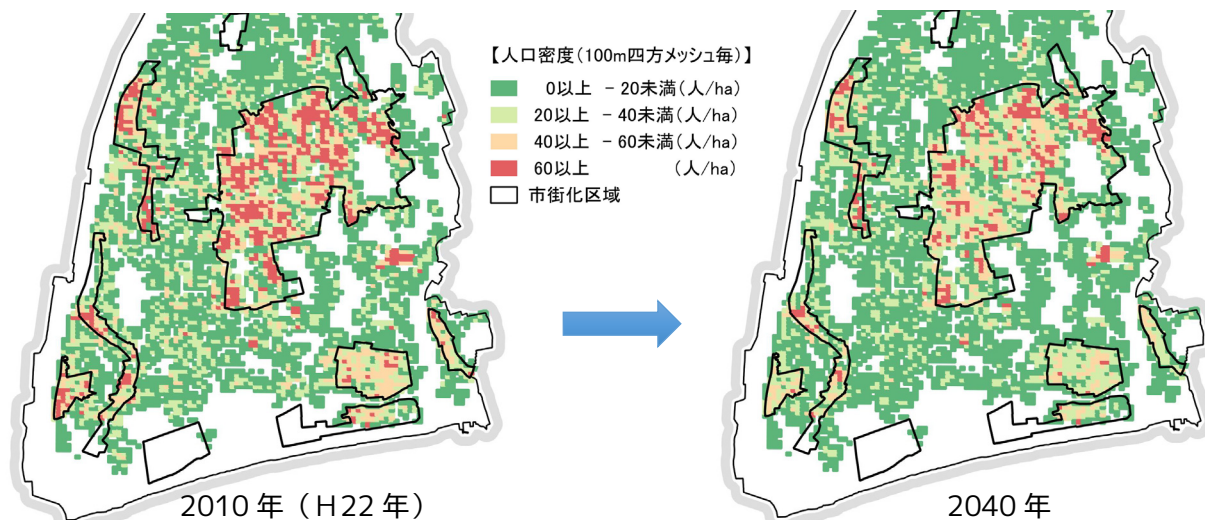 【人口密度(100m四方メッシュ毎)】
0以上 － 20未満(人/ha)
20以上 － 40未満(人/ha)
40以上 － 60未満(人/ha)
60以上 (人/ha)
市街化区域
2010年（H22年）
2040年